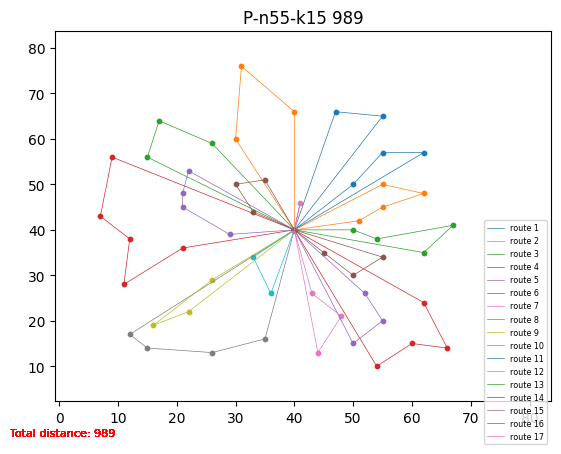 P-n55-k15 989
80
70
60
50
40
30
20
10
0
10
20
30
40
50
60
70
80
route 1
route 2
route 3
route 4
route 5
route 6
route 7
route 8
route 9
route 10
route 11
route 12
route 13
route 14
route 15
route 16
route 17
Total distance: 989